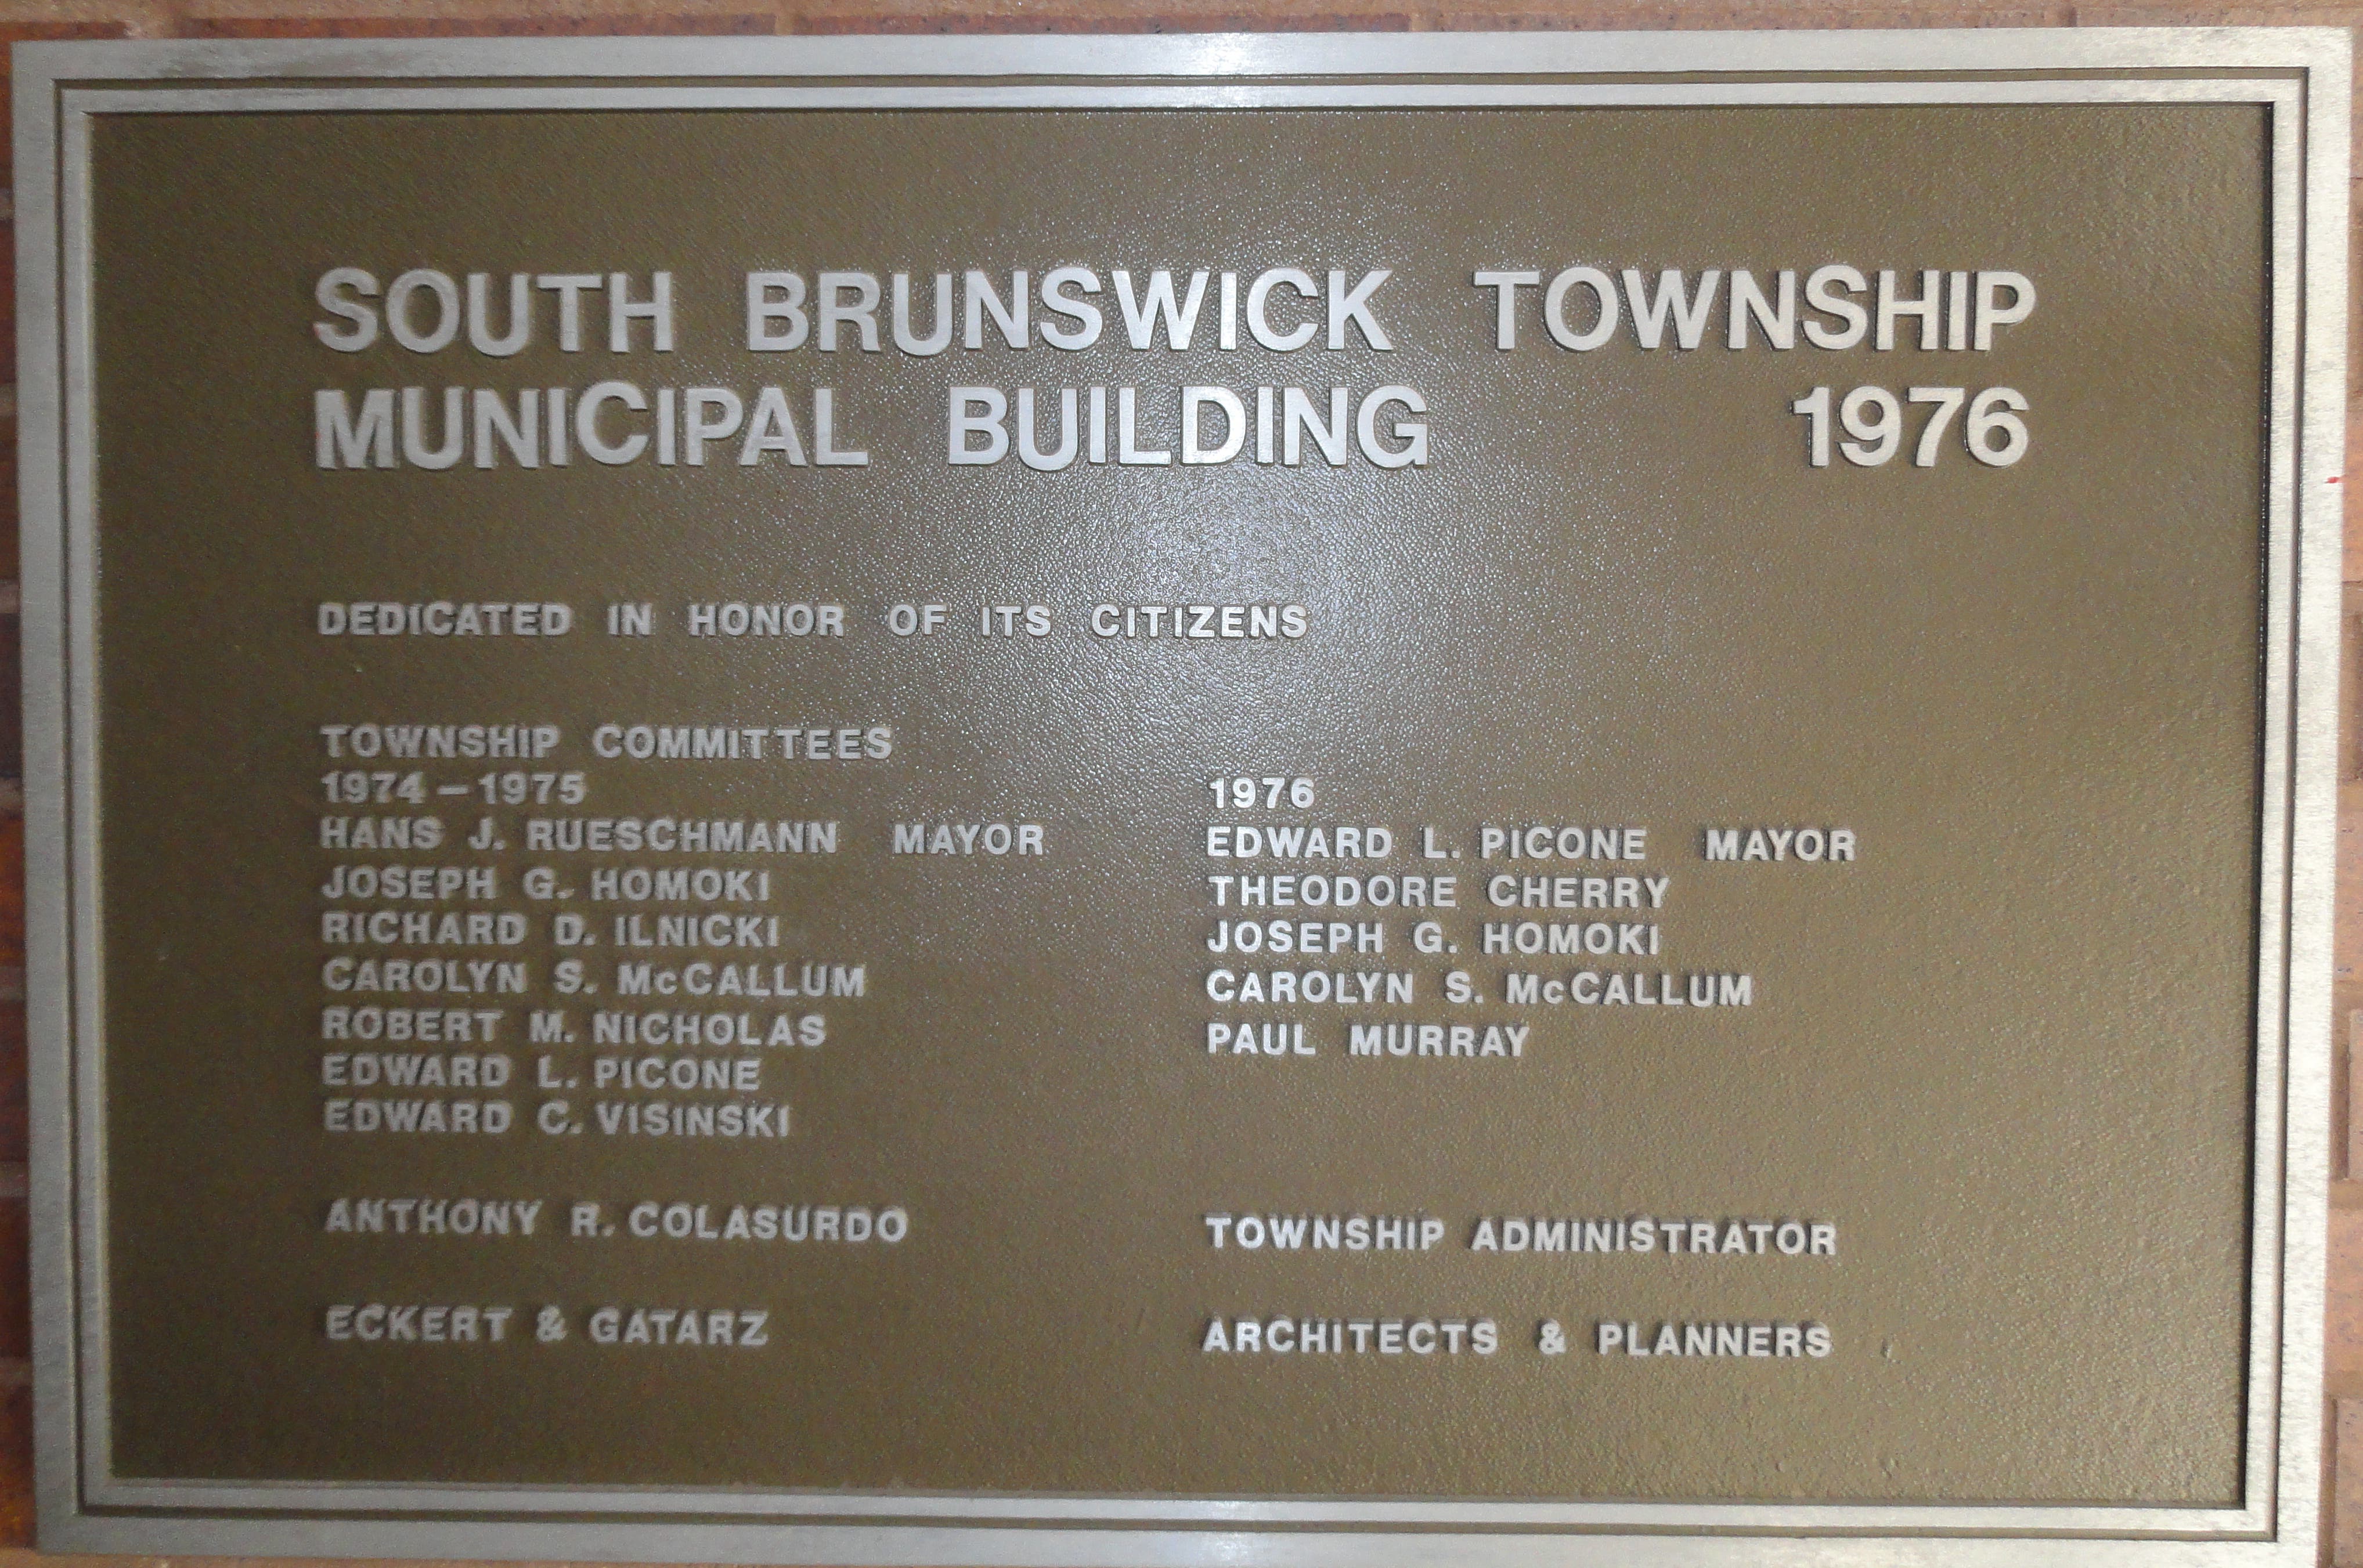 SOUTH BRUNSWICK TOWNSHIP
MUNICIPAL BUILDING 1976
DEDICATED IN HONOR OF ITS CITIZENS
TOWNSHIP COMMITTEES
1974 – 1975
HANS J. RUESCHMANN MAYOR
JOSEPH G. HOMOKI
RICHARD D. ILNICKI
CAROLYN S. McCALLUM
ROBERT M. NICHOLAS
EDWARD L. PICONE
EDWARD C. VISINSKI
1976
EDWARD L. PICONE MAYOR
THEODORE CHERRY
JOSEPH G. HOMOKI
CAROLYN S. McCALLUM
PAUL MURRAY
ANTHONY R. COLASURDO TOWNSHIP ADMINISTRATOR
ECKERT & GATARZ ARCHITECTS & PLANNERS